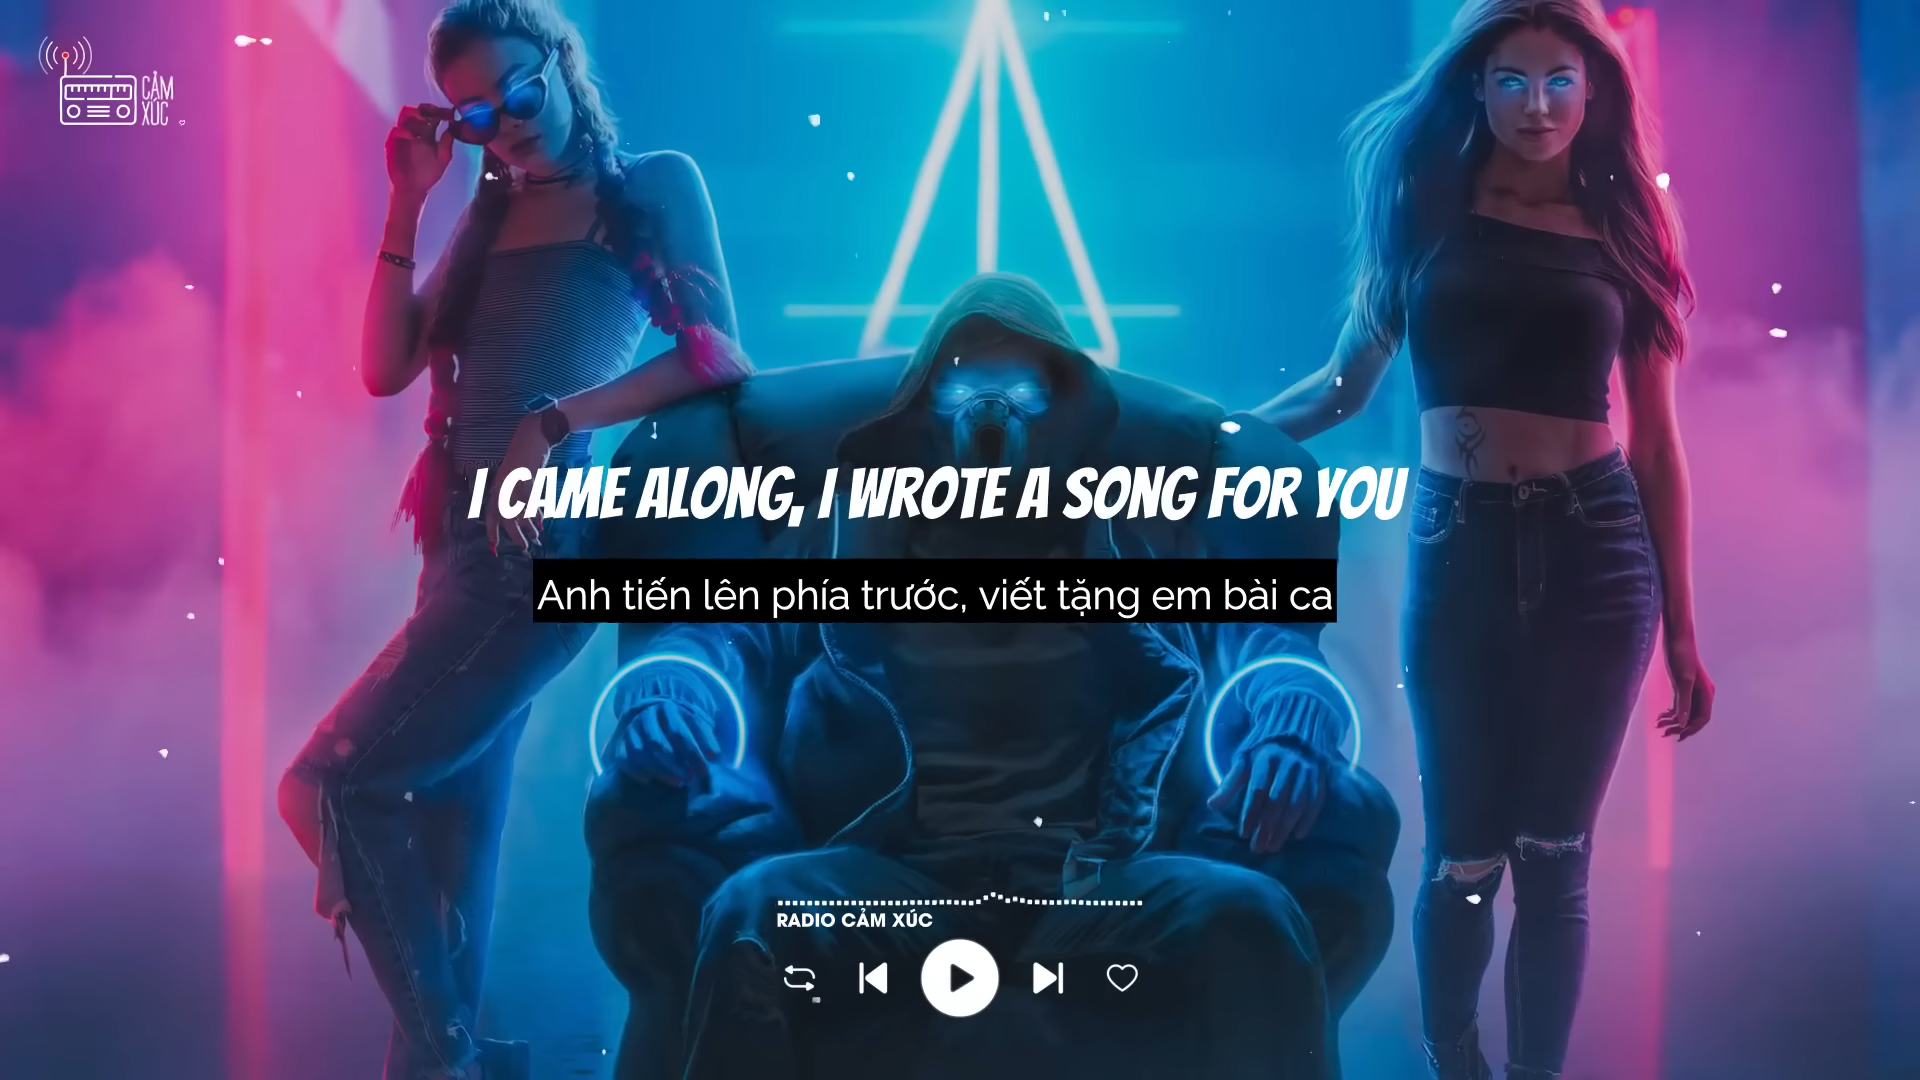 CẢM
XÚC
I CAME ALONG, I WROTE A SONG FOR YOU
Anh tiến lên phía trước, viết tặng em bài ca
RADIO CẢM XÚC